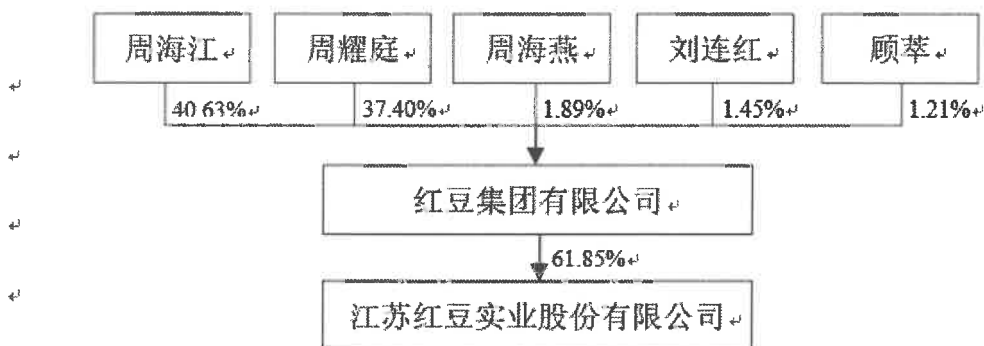 周海江 周耀庭 周海燕 刘连红 顾萃
40.63% 37.40% 1.89% 1.45% 1.21%
红豆集团有限公司
61.85%
江苏红豆实业股份有限公司